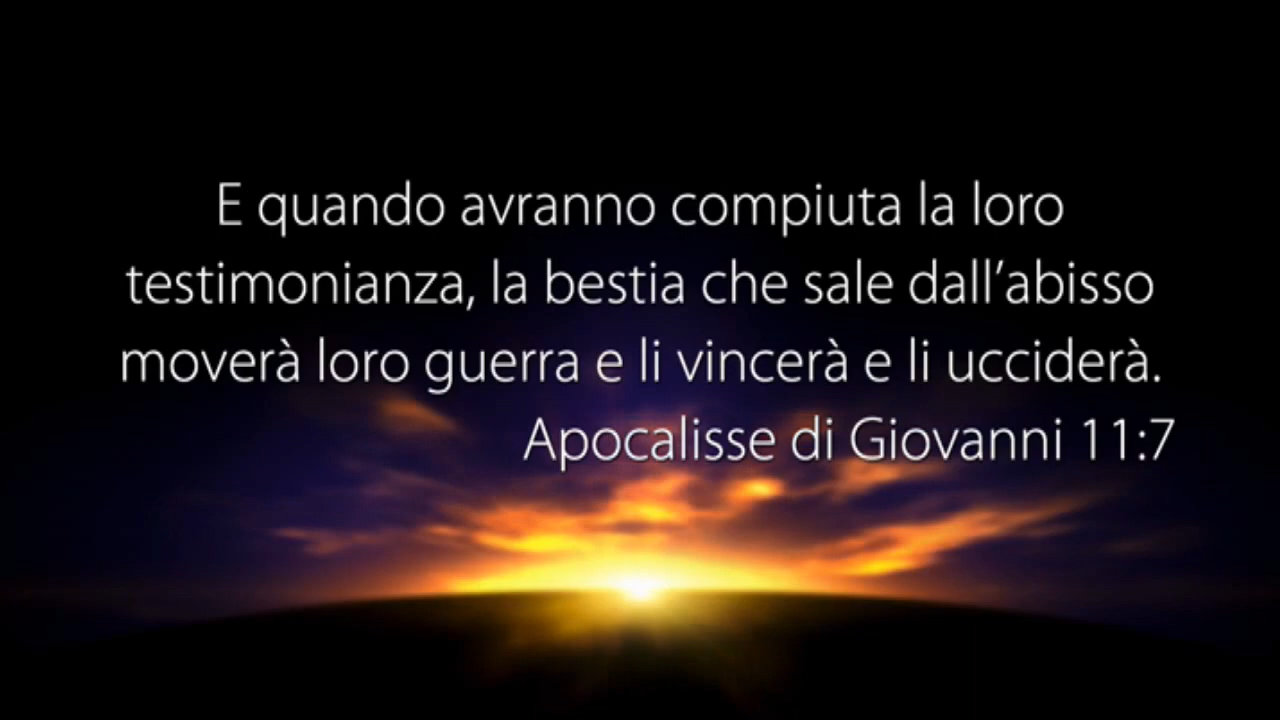 E quando avranno compiuta la loro
testimonianza, la bestia che sale dall’abisso
moverà loro guerra e li vincerà e li ucciderà.
Apocalisse di Giovanni 11:7